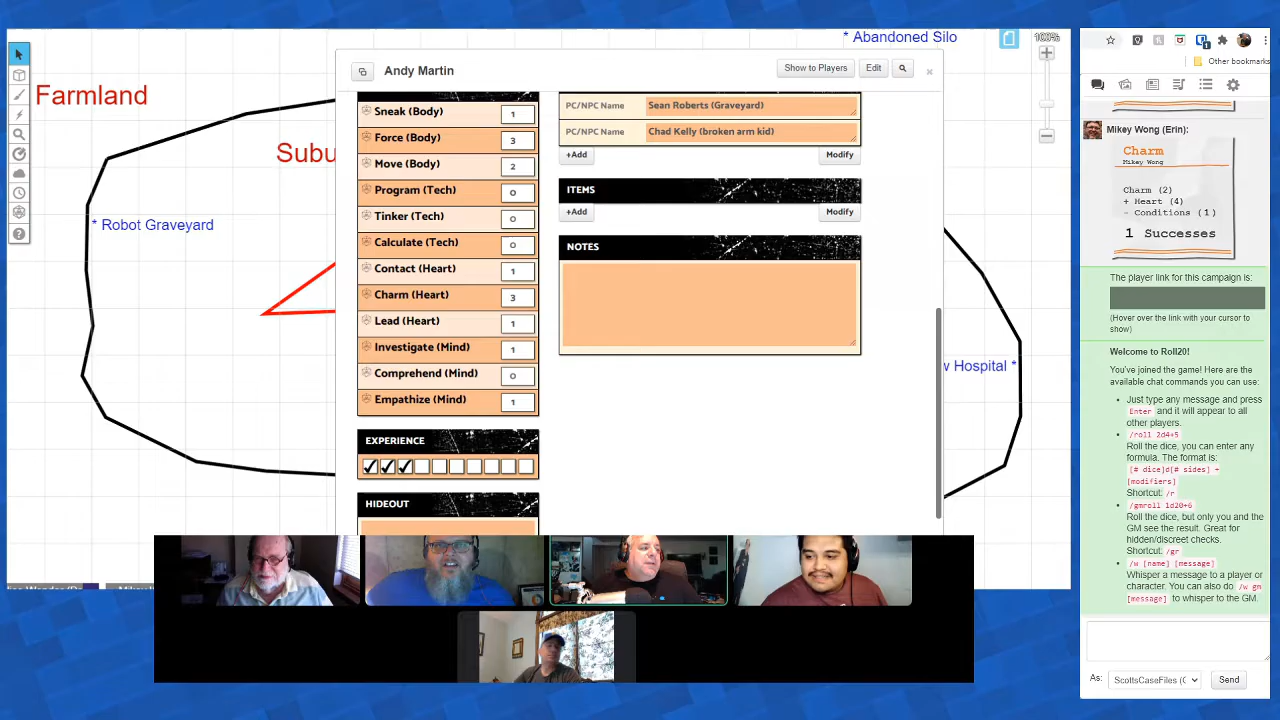 * Abandoned Silo
100%
Farmland
Subu
* Robot Graveyard
w Hospital *
Andy Martin
Show to Players
Edit
Sneak (Body) 1
Force (Body) 3
Move (Body) 2
Program (Tech) 0
Tinker (Tech) 0
Calculate (Tech) 0
Contact (Heart) 1
Charm (Heart) 3
Lead (Heart) 1
Investigate (Mind) 1
Comprehend (Mind) 0
Empathize (Mind) 1
EXPERIENCE
HIDEOUT
PC/NPC Name Sean Roberts (Graveyard)
PC/NPC Name Chad Kelly (broken arm kid)
+Add Modify
ITEMS
+Add Modify
NOTES
Other bookmarks
Mikey Wong (Erin):
Charm
Mikey Wong
Charm (2)
+ Heart (4)
- Conditions (1)
1 Successes
The player link for this campaign is:
(Hover over the link with your cursor to
show)
Welcome to Roll20!
You've joined the game! Here are the
available chat commands you can use:
Just type any message and press
Enter and it will appear to all
other players.
/roll 2d4+5
Roll the dice, you can enter any
formula. The format is:
[# dice]d[# sides] +
[modifiers]
Shortcut: /r
/gmroll 1d20+6
Roll the dice, but only you and the
GM see the result. Great for
hidden/discreet checks.
Shortcut: /gr
/w [name] [message]
Whisper a message to a player or
character. You can also do /w gm
[message] to whisper to the GM.
As: ScottsCaseFiles (G
Send